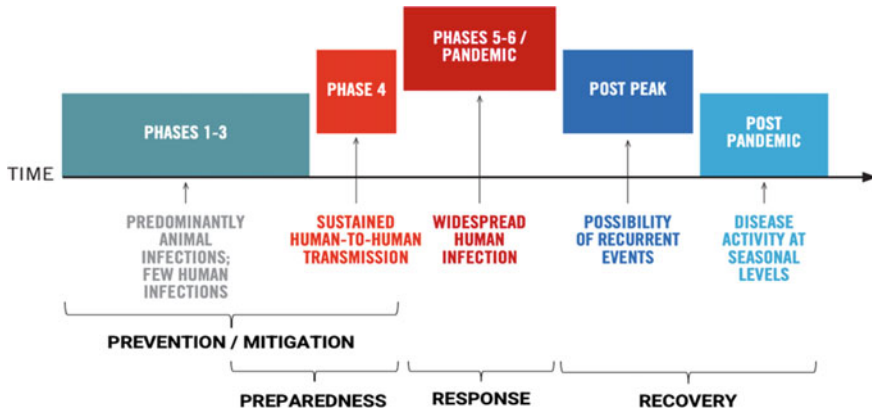 PHASES 5-6 /
PANDEMIC
PHASE 4
POST PEAK
PHASES 1-3
POST
PANDEMIC
TIME
PREDOMINANTLY
ANIMAL
INFECTIONS;
FEW HUMAN
INFECTIONS
SUSTAINED
HUMAN-TO-HUMAN
TRANSMISSION
WIDESPREAD
HUMAN
INFECTION
POSSIBILITY
OF RECURRENT
EVENTS
DISEASE
ACTIVITY AT
SEASONAL
LEVELS
PREVENTION / MITIGATION
PREPAREDNESS
RESPONSE
RECOVERY